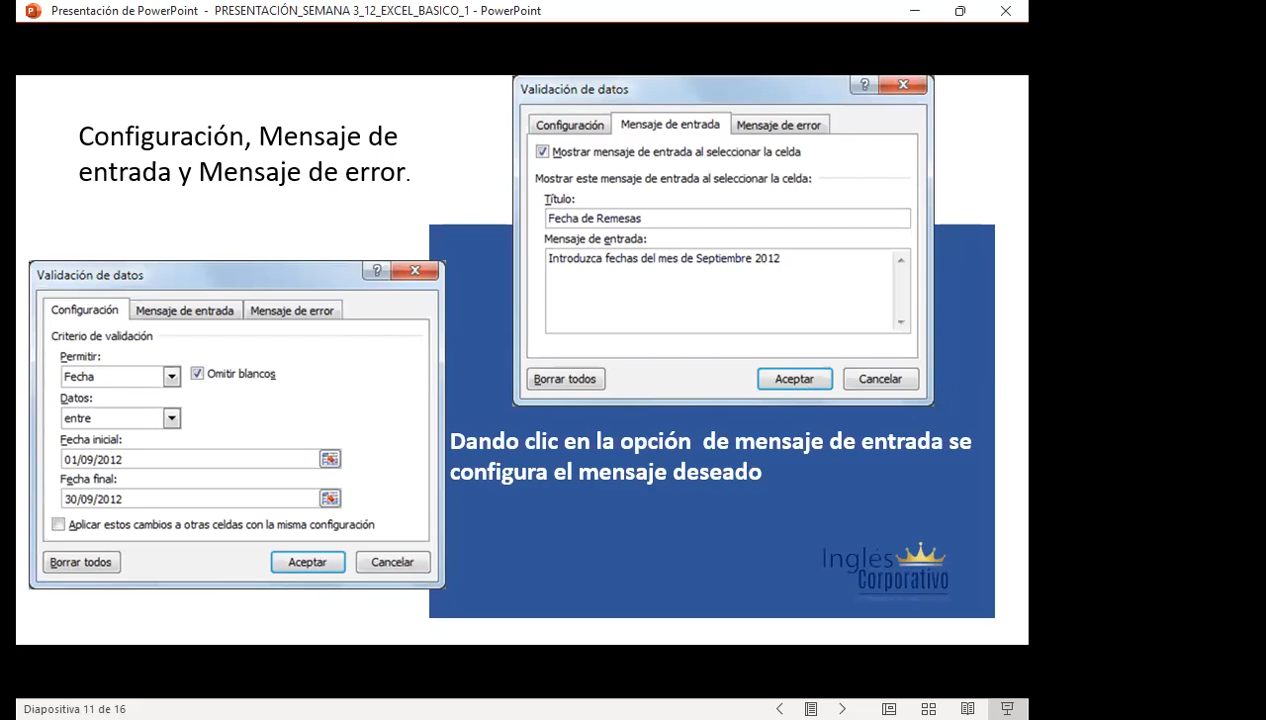 Presentación de PowerPoint - PRESENTACIÓN_SEMANA 3_12_EXCEL_BASICO_1 - PowerPoint
Configuración, Mensaje de
entrada y Mensaje de error.
Validación de datos
Configuración Mensaje de entrada Mensaje de error
Mostrar mensaje de entrada al seleccionar la celda
Mostrar este mensaje de entrada al seleccionar la celda:
Título:
Fecha de Remesas
Mensaje de entrada:
Introduzca fechas del mes de Septiembre 2012
Borrar todos Aceptar Cancelar
Validación de datos
Configuración Mensaje de entrada Mensaje de error
Criterio de validación
Permitir:
Fecha Omitir blancos
Datos:
entre
Fecha inicial:
01/09/2012
Fecha final:
30/09/2012
Aplicar estos cambios a otras celdas con la misma configuración
Borrar todos Aceptar Cancelar
Dando clic en la opción de mensaje de entrada se
configura el mensaje deseado
Inglés
Corporativo
Diapositiva 11 de 16